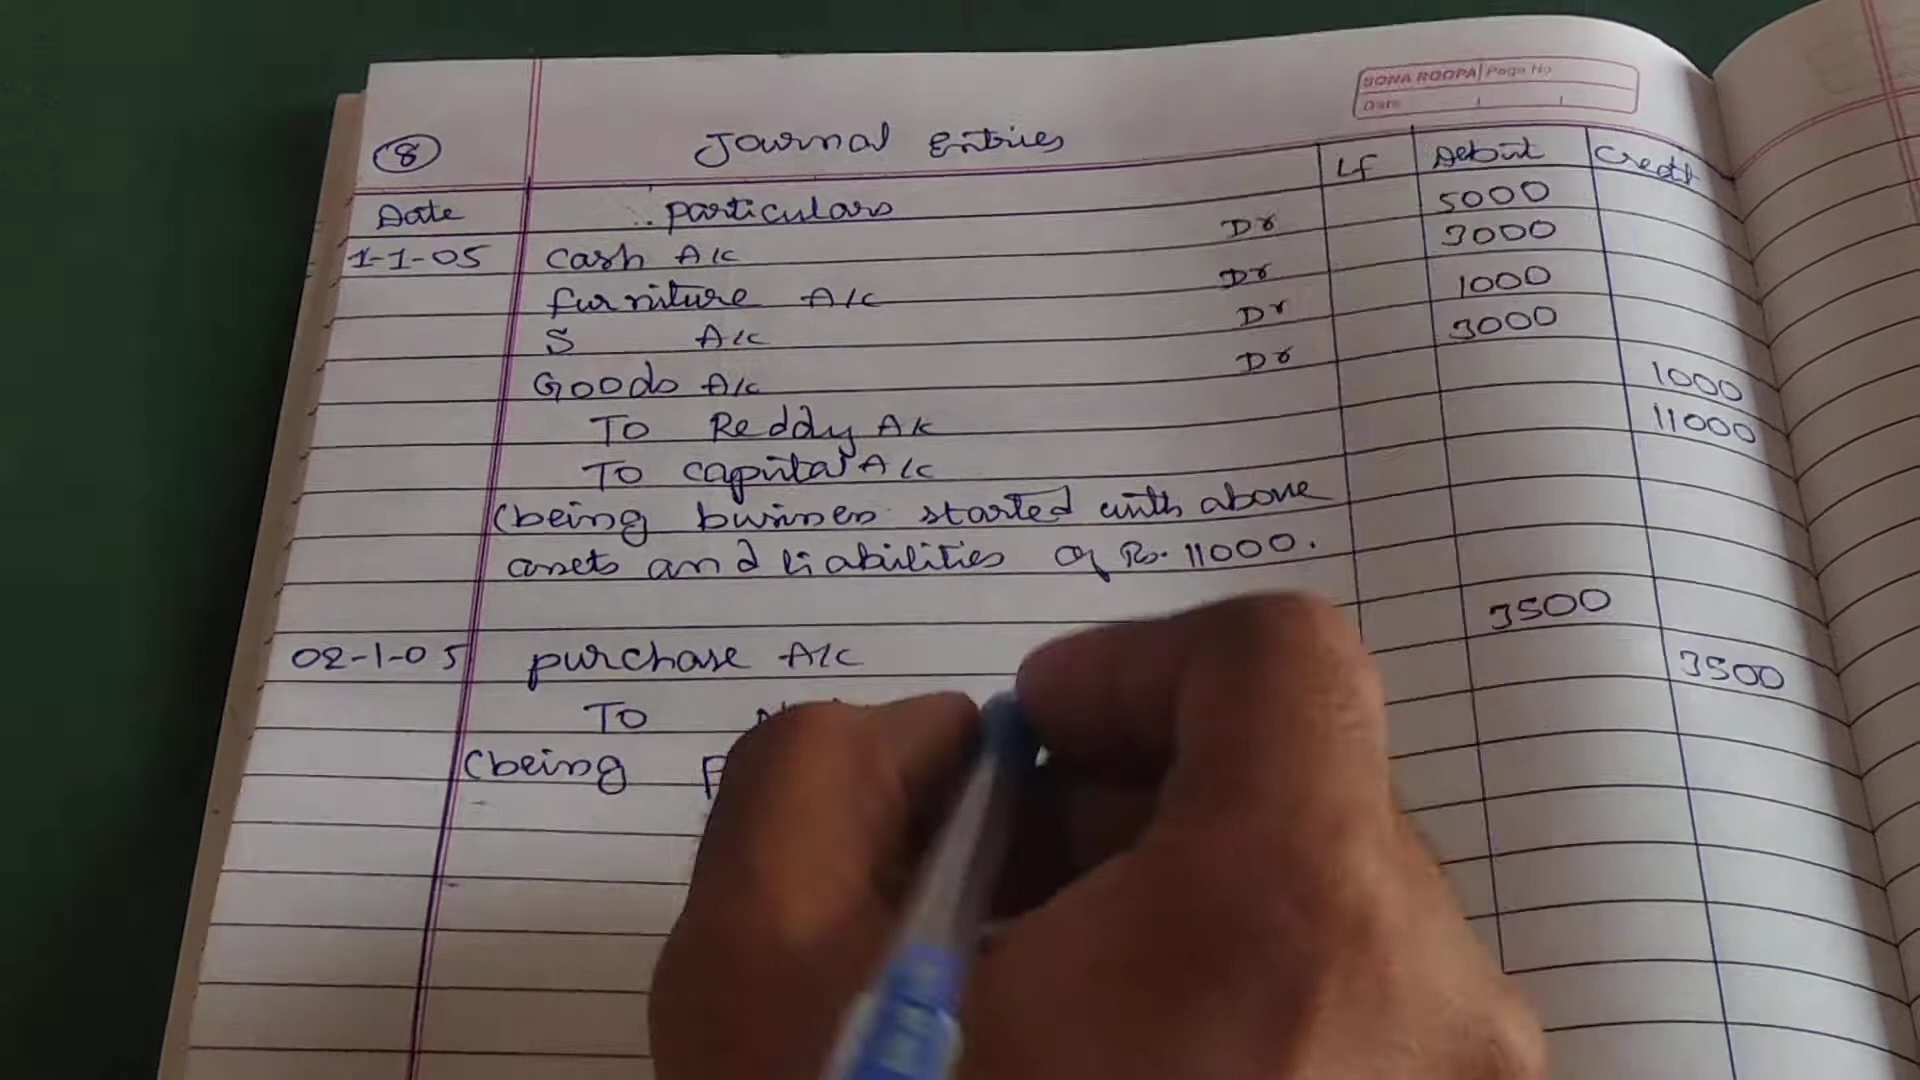 SONA ROOPA Page No
Date
8 Journal Entries
Date particulars LF Debit Credit
1-1-05 Cash A/c Dr 5000
furniture A/c Dr 3000
S A/c Dr 1000
Goods A/c Dr 3000
To Reddy A/c 1000
To capital A/c 11000
(being business started with above
assets and liabilities of Rs. 11000.
02-1-05 purchase A/c 3500
To 3500
(being